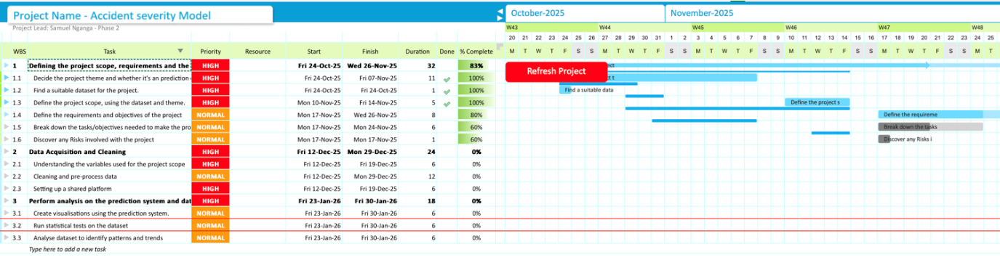 Project Name - Accident severity Model
October-2025 November-2025
Project Lead: Samuel Nganga - Phase 2
W43 W44 W45 W46 W47 W48
20 21 22 23 24 25 26 27 28 29 30 31 1 2 3 4 5 6 7 8 9 10 11 12 13 14 15 16 17 18 19 20 21 22 23 24 25
WBS Task Priority Resource Start Finish Duration Done % Complete M T W T F S S M T W T F S S M T W T F S S M T W T F S S M T W T F S S M T
1 Defining the project scope, requirements and the HIGH Fri 24-Oct-25 Wed 26-Nov-25 32 83% Refresh Project ect
1.1 Decide the project theme and whether it's an prediction HIGH Fri 24-Oct-25 Fri 07-Nov-25 11 100% t t
1.2 Find a suitable dataset for the project. HIGH Fri 24-Oct-25 Fri 24-Oct-25 1 100% Find a suitable data
1.3 Define the project scope, using the dataset and theme. HIGH Mon 10-Nov-25 Fri 14-Nov-25 5 100% Define the project s
1.4 Define the requirements and objectives of the project NORMAL Mon 17-Nov-25 Wed 26-Nov-25 8 80% Define the requireme
1.5 Break down the tasks/objectives needed to make the pro NORMAL Mon 17-Nov-25 Mon 24-Nov-25 6 60% Break down the tasks
1.6 Discover any Risks involved with the project NORMAL Mon 17-Nov-25 Mon 17-Nov-25 1 60% Discover any Risks i
2 Data Acquisition and Cleaning HIGH Fri 12-Dec-25 Mon 29-Dec-25 24 0%
2.1 Understanding the variables used for the project scope HIGH Fri 12-Dec-25 Fri 19-Dec-25 6 0%
2.2 Cleaning and pre-process data NORMAL Fri 12-Dec-25 Mon 29-Dec-25 12 0%
2.3 Setting up a shared platform HIGH Fri 12-Dec-25 Fri 19-Dec-25 6 0%
3 Perform analysis on the prediction system and dat HIGH Fri 23-Jan-26 Fri 30-Jan-26 18 0%
3.1 Create visualisations using the prediction system. NORMAL Fri 23-Jan-26 Fri 30-Jan-26 6 0%
3.2 Run statistical tests on the dataset NORMAL Fri 23-Jan-26 Fri 30-Jan-26 6 0%
3.3 Analyse dataset to identify patterns and trends NORMAL Fri 23-Jan-26 Fri 30-Jan-26 6 0%
Type here to add a new task